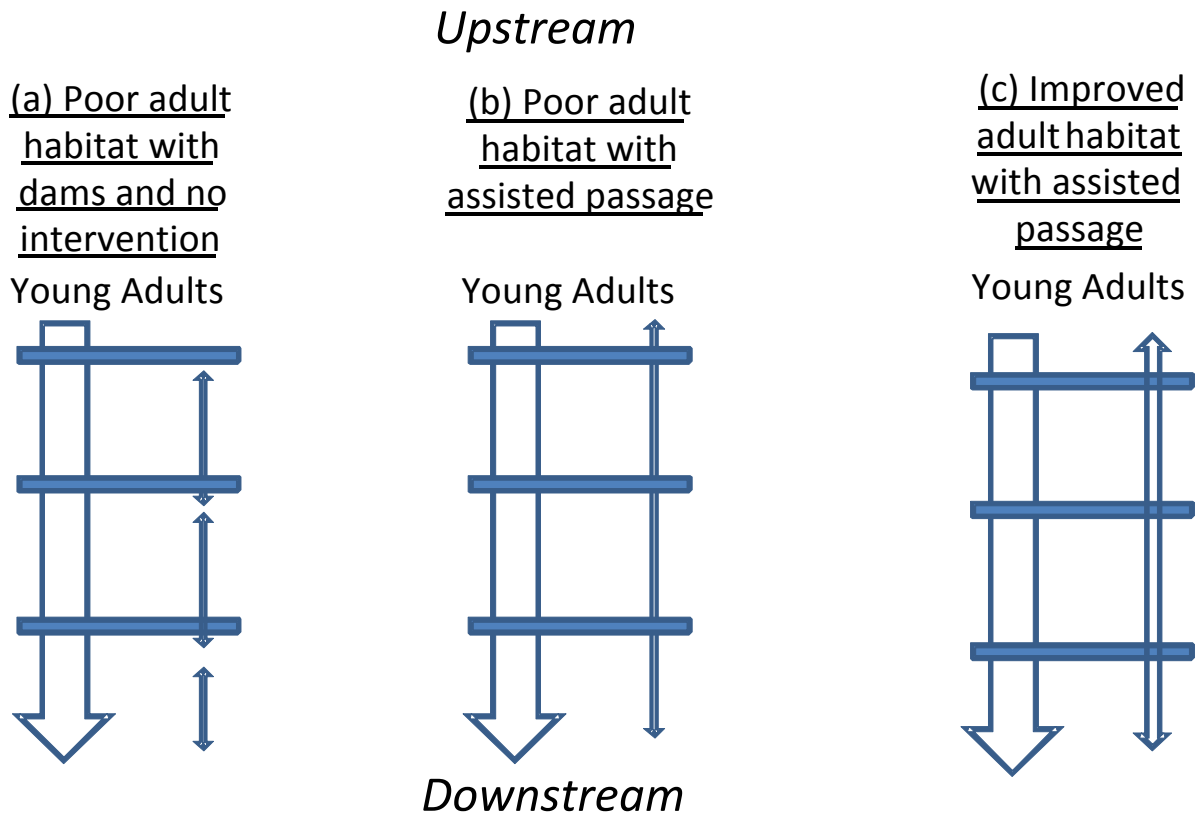 Upstream
(a) Poor adult
habitat with
dams and no
intervention
Young Adults
(b) Poor adult
habitat with
assisted passage
Young Adults
(c) Improved
adult habitat
with assisted
passage
Young Adults
Downstream